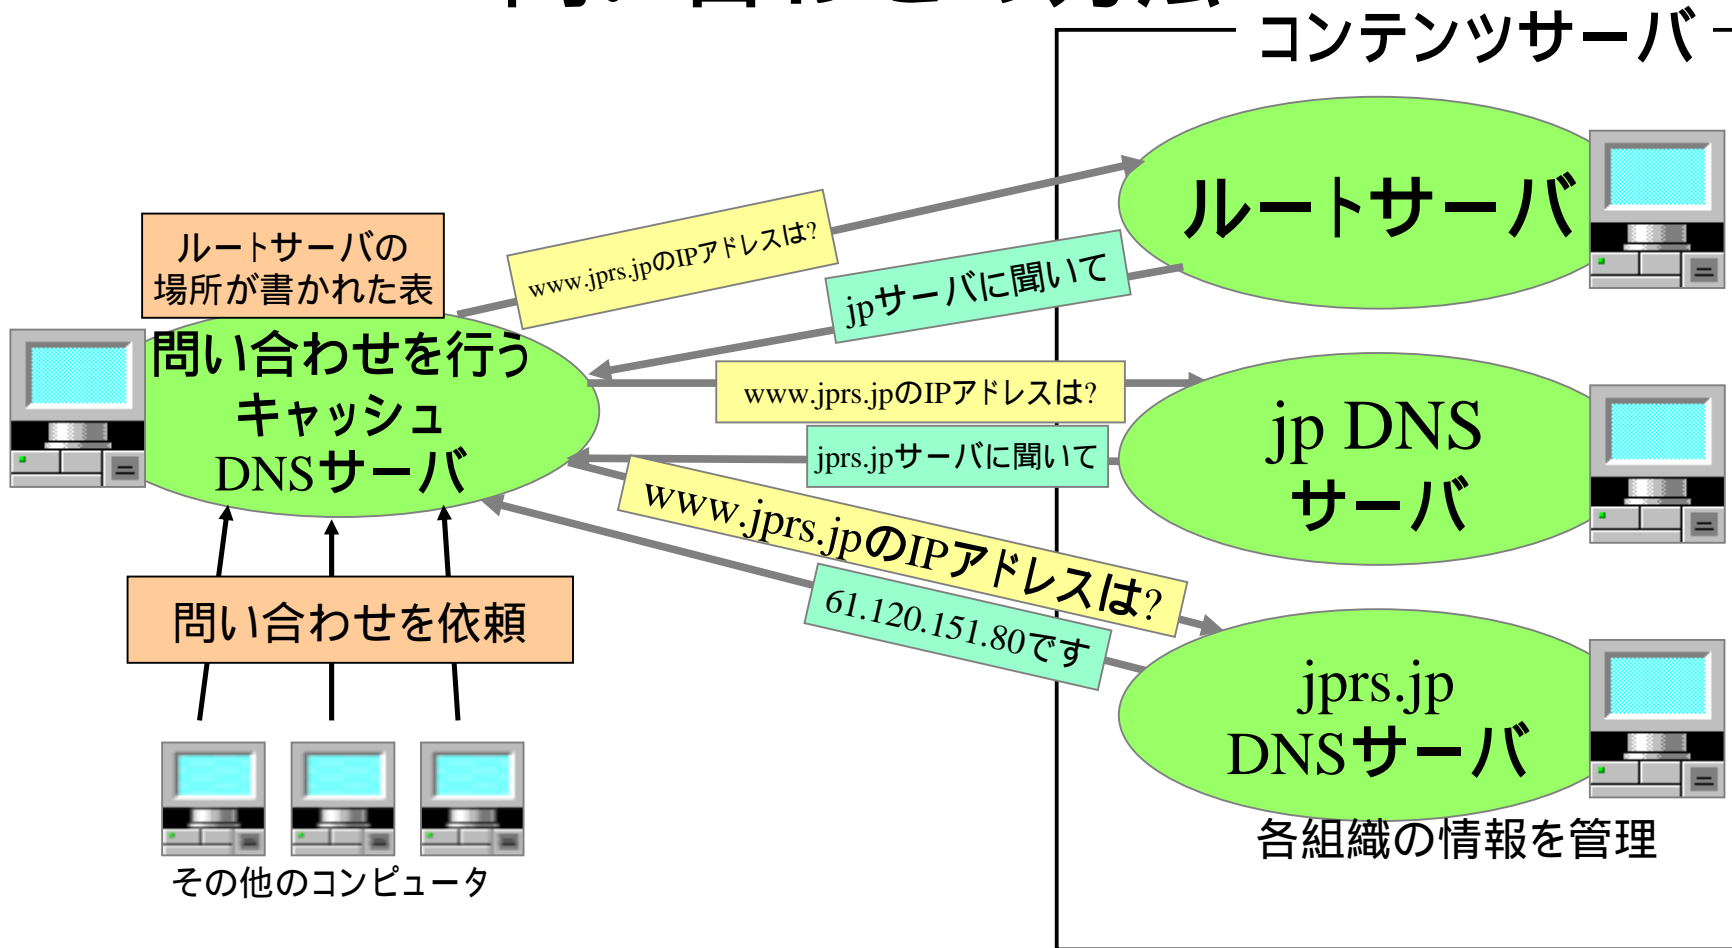 コンテンツサーバ
ルートサーバ
www.jprs.jpのIPアドレスは?
jpサーバに聞いて
ルートサーバの
場所が書かれた表
問い合わせを行う
キャッシュ
DNSサーバ
www.jprs.jpのIPアドレスは?
jprs.jpサーバに聞いて
jp DNS
サーバ
www.jprs.jpのIPアドレスは?
61.120.151.80です
問い合わせを依頼
jprs.jp
DNSサーバ
各組織の情報を管理
その他のコンピュータ